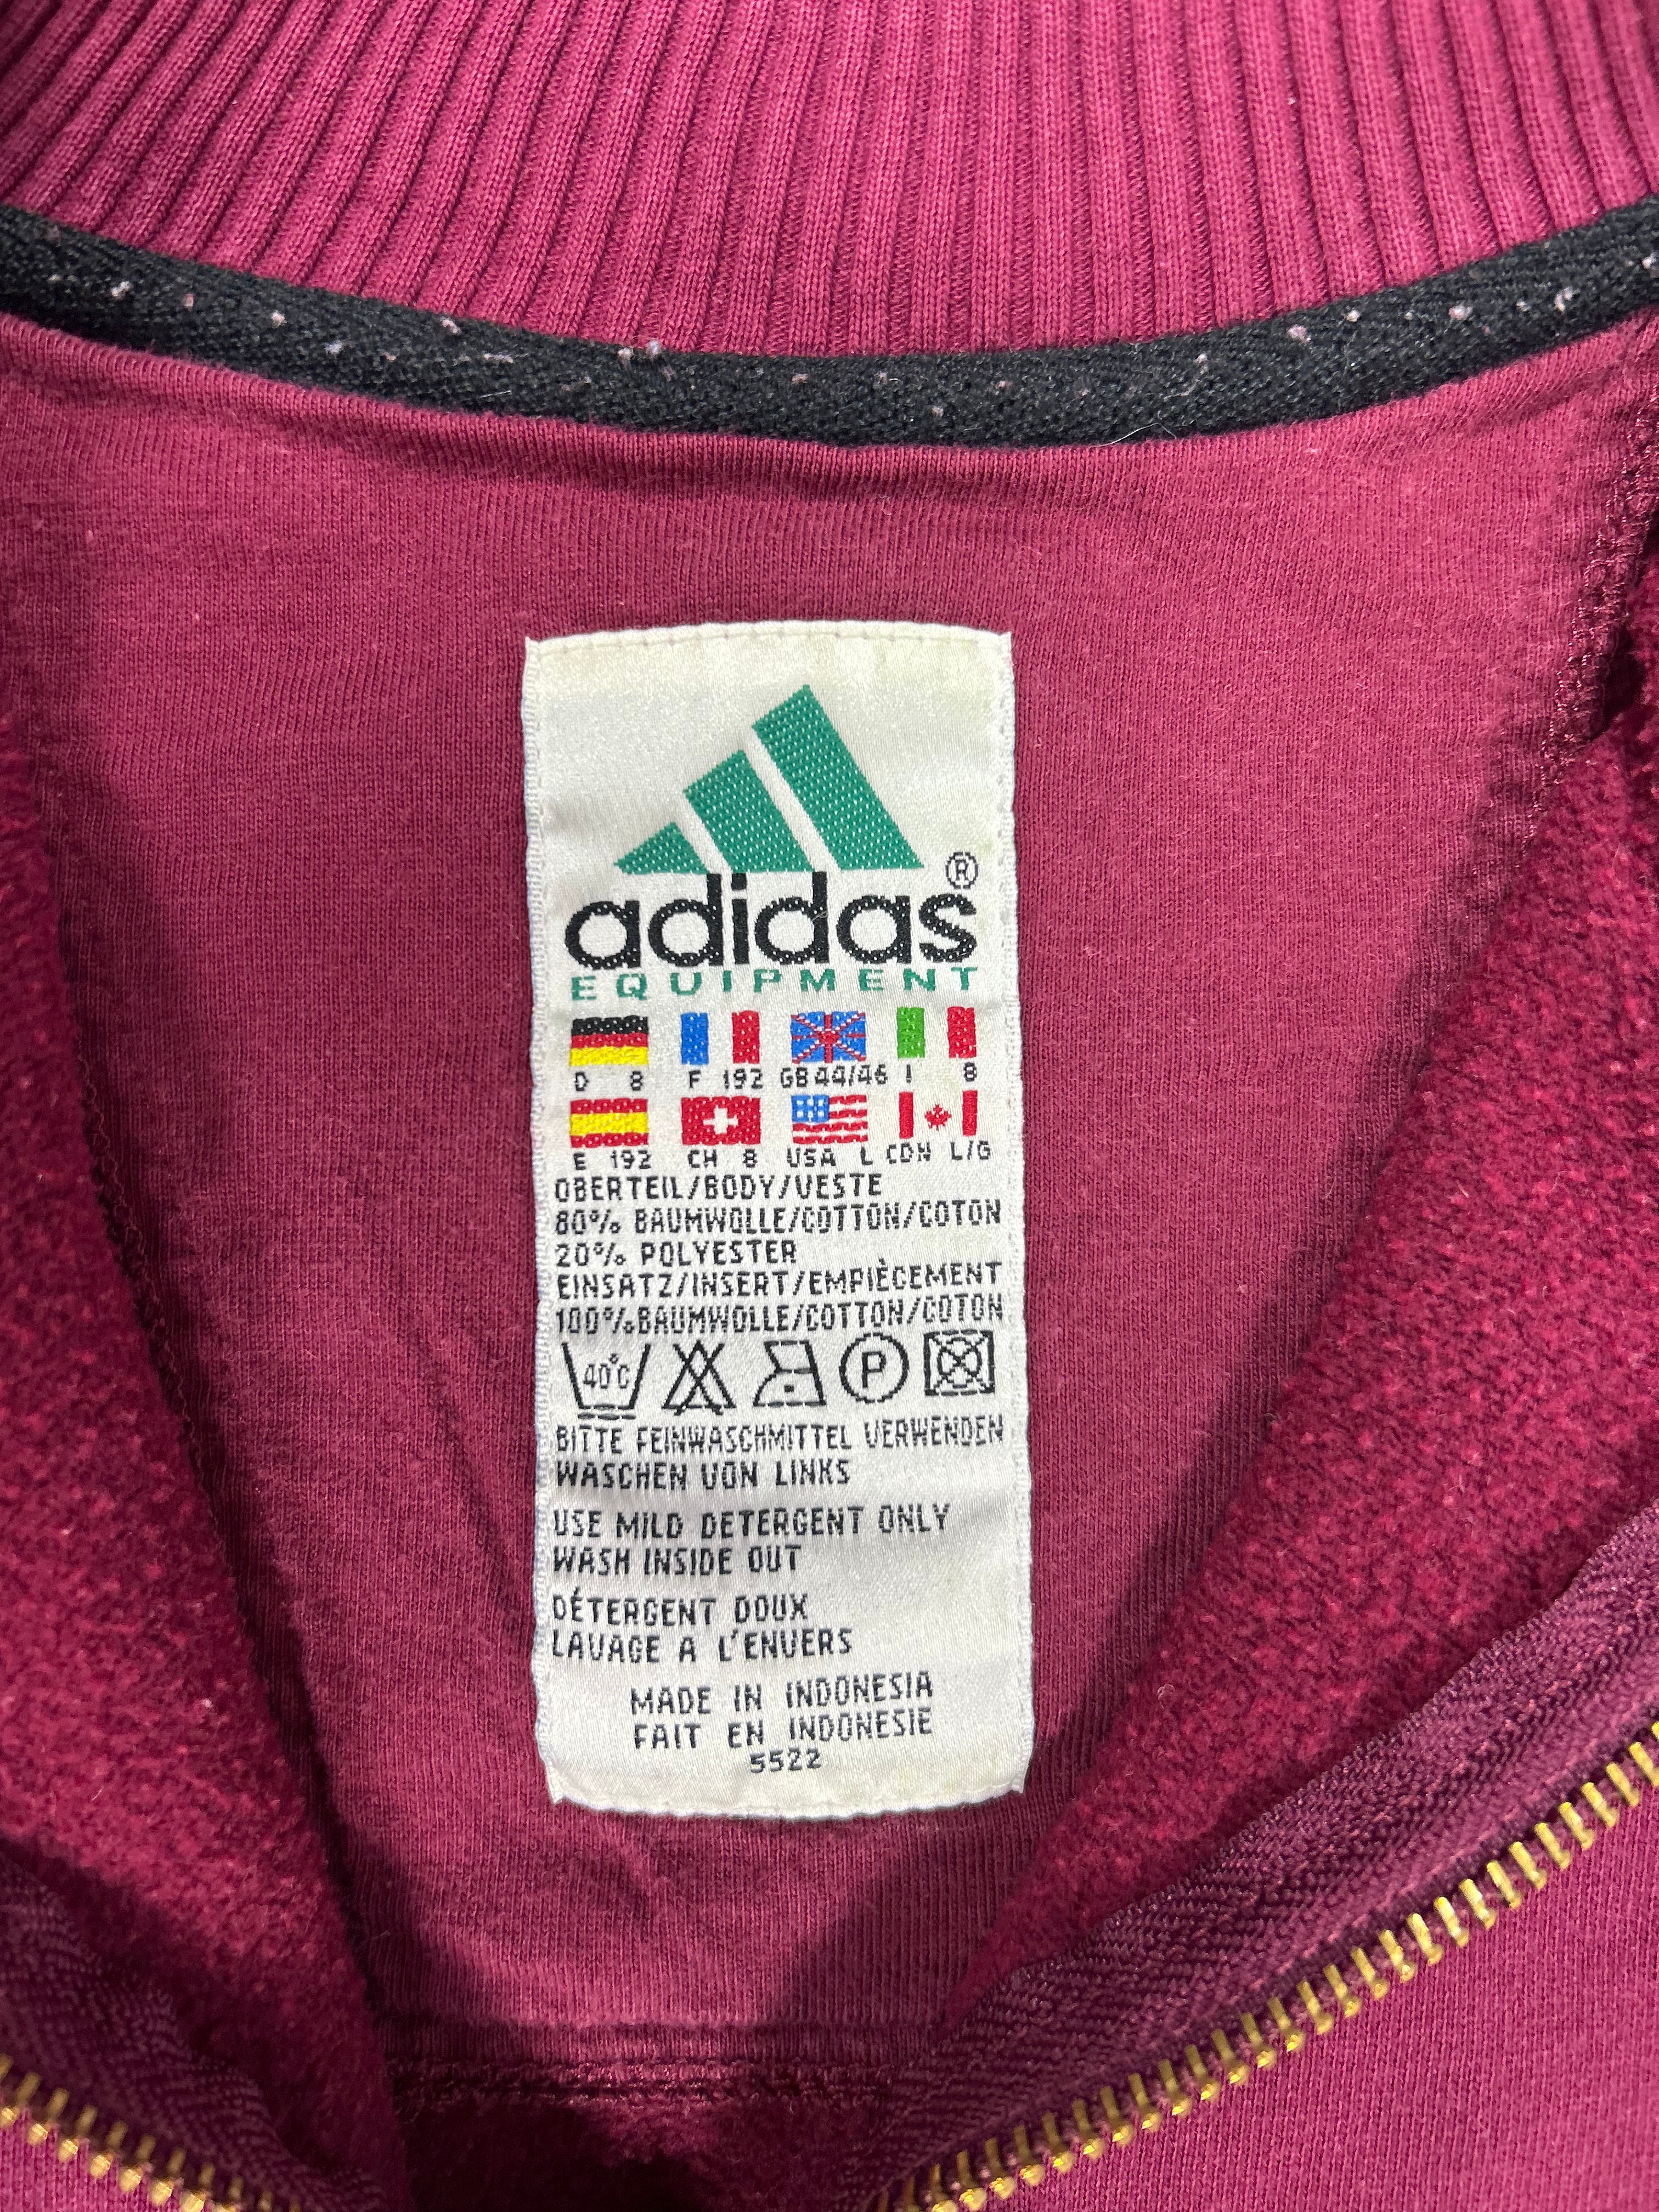 adidas®
EQUIPMENT
D 8 F 192 GB 44/46 I 8
E 192 CH 8 USA L CDN L/G
OBERTEIL/BODY/VESTE
80% BAUMWOLLE/COTTON/COTON
20% POLYESTER
EINSATZ/INSERT/EMPIÈCEMENT
100% BAUMWOLLE/COTTON/COTON
40°C P
BITTE FEINWASCHMITTEL VERWENDEN
WASCHEN VON LINKS
USE MILD DETERGENT ONLY
WASH INSIDE OUT
DÉTERGENT DOUX
LAVAGE A L'ENVERS
MADE IN INDONESIA
FAIT EN INDONESIE
5522